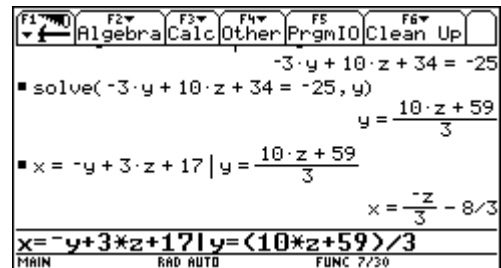 F1 F2 Algebra F3 Calc F4 Other F5 PrgmIO F6 Clean Up
-3·y + 10·z + 34 = -25
▪ solve(-3·y + 10·z + 34 = -25, y)
y = (10·z + 59)/3
▪ x = -y + 3·z + 17 | y = (10·z + 59)/3
x = -z/3 - 8/3
x=-y+3*z+17|y=(10*z+59)/3
MAIN RAD AUTO FUNC 7/30